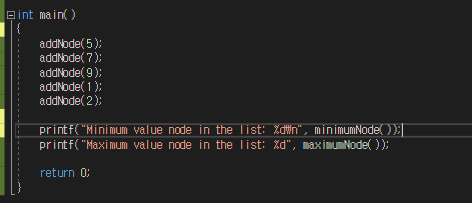 int main()
{
addNode(5);
addNode(7);
addNode(9);
addNode(1);
addNode(2);
printf("Minimum value node in the list: %d₩n", minimumNode());
printf("Maximum value node in the list: %d", maximumNode());
return 0;
}